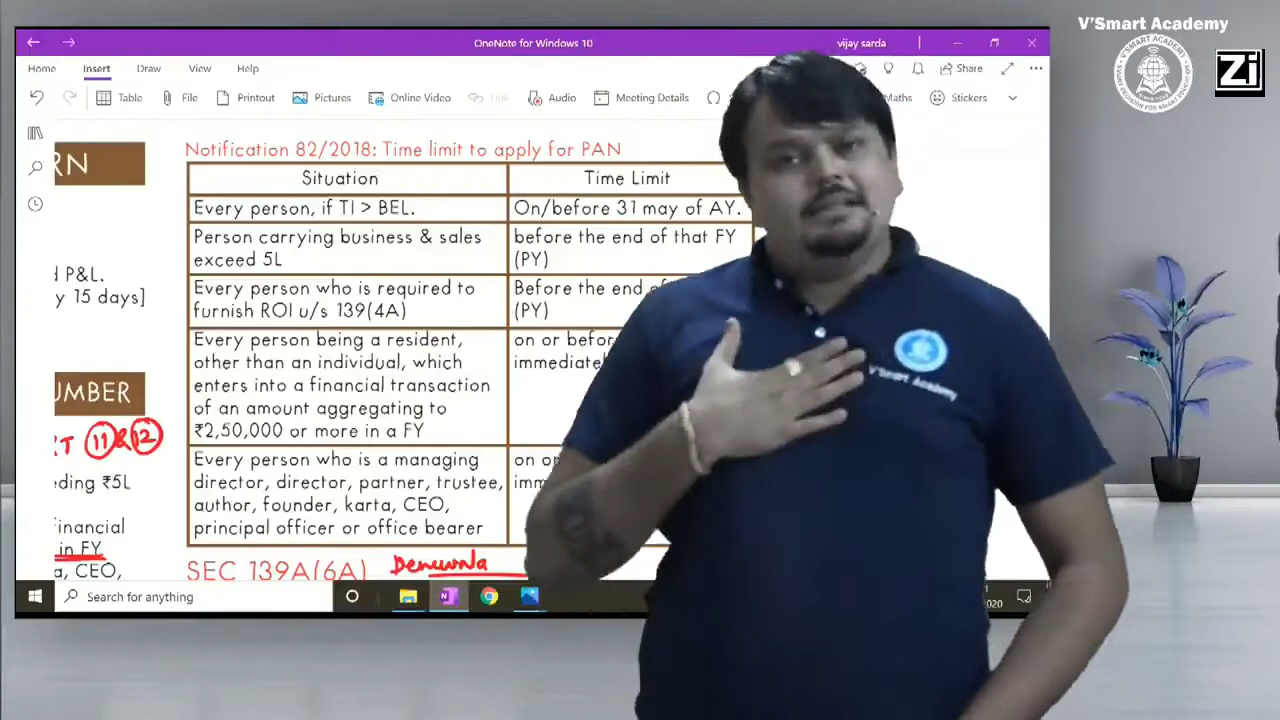 V'Smart Academy
OneNote for Windows 10
vijay sarda
Home Insert Draw View Help
Share
Table File Printout Pictures Online Video Link Audio Meeting Details Maths Stickers
Zi
RN
Notification 82/2018: Time limit to apply for PAN
Situation Time Limit
Every person, if TI > BEL. On/before 31 may of AY.
Person carrying business & sales before the end of that FY
exceed 5L (PY)
P&L.
y 15 days]
Every person who is required to Before the end
furnish ROI u/s 139(4A) (PY)
Every person being a resident, on or befor
other than an individual, which immediatel
enters into a financial transaction
of an amount aggregating to
₹2,50,000 or more in a FY
UMBER
11 & 12
eding ₹5L
Every person who is a managing on or
director, director, partner, trustee, imm
author, founder, karta, CEO,
principal officer or office bearer
inancial
in FY
a, CEO,
SEC 139A(6A)
V'Smart Academy
Search for anything
2020